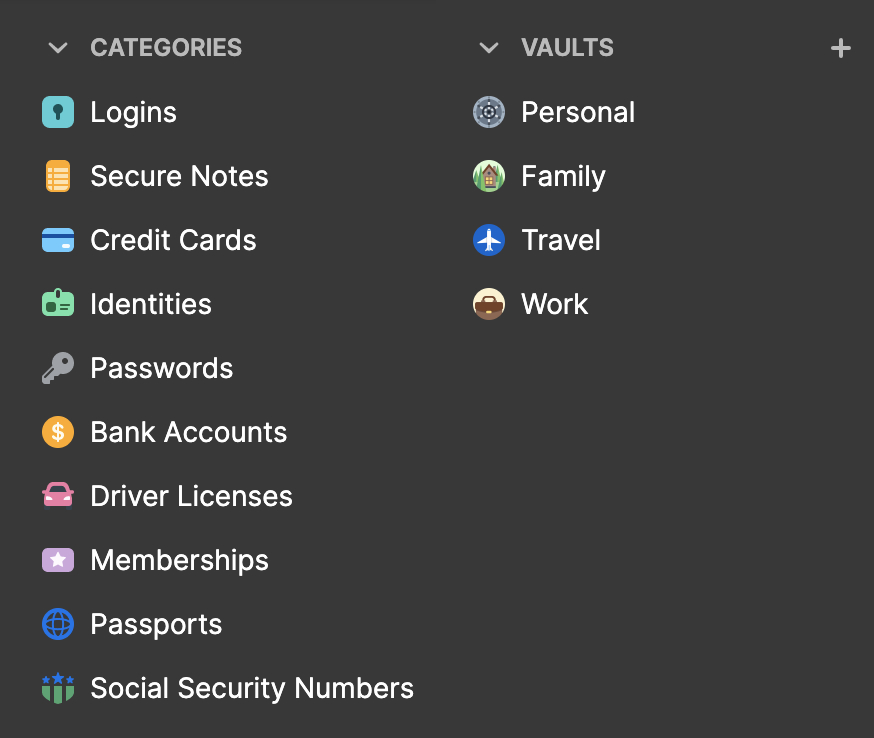 CATEGORIES
Logins
Secure Notes
Credit Cards
Identities
Passwords
$ Bank Accounts
Driver Licenses
Memberships
Passports
Social Security Numbers
VAULTS
Personal
Family
Travel
Work